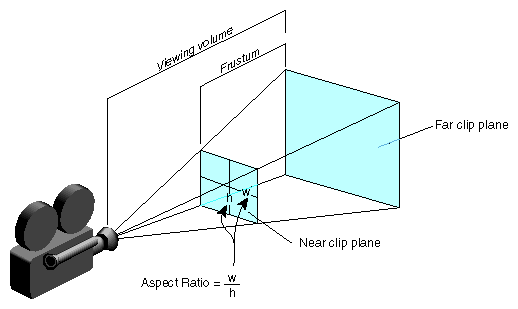 Viewing volume
Frustum
Far clip plane
w
h
Near clip plane
Aspect Ratio = w
h